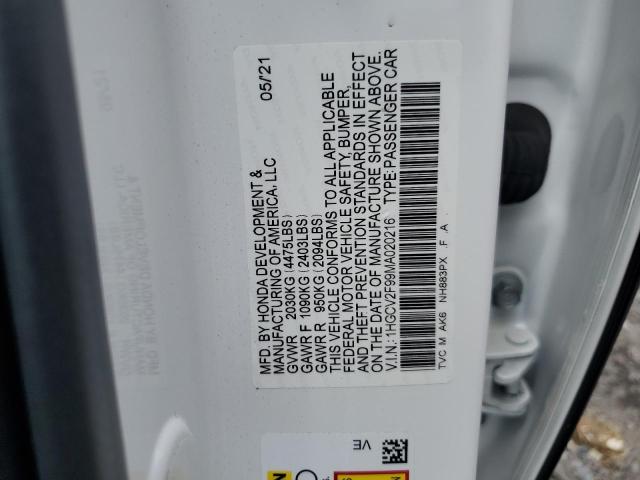 MFD. BY HONDA DEVELOPMENT &
MANUFACTURING OF AMERICA, LLC 05/21
GVWR 2030KG (4475LBS)
GAWR F 1090KG (2403LBS)
GAWR R 950KG (2094LBS)
THIS VEHICLE CONFORMS TO ALL APPLICABLE
FEDERAL MOTOR VEHICLE SAFETY, BUMPER,
AND THEFT PREVENTION STANDARDS IN EFFECT
ON THE DATE OF MANUFACTURE SHOWN ABOVE.
V.I.N.: 1HGCV2F99MA020216 TYPE: PASSENGER CAR
TVC M AK6 NH883PX .F .A
VE